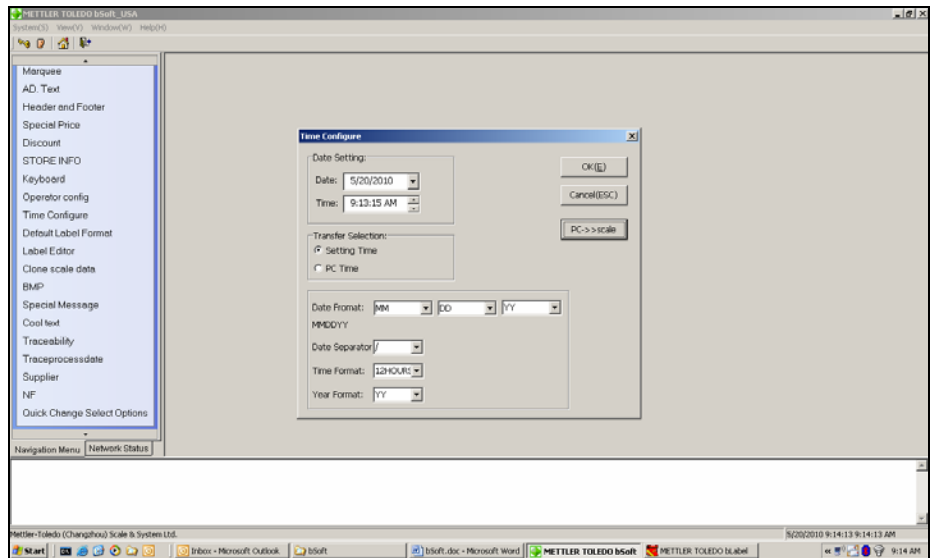 METTLER TOLEDO bSoft_USA
System(S) View(V) Window(W) Help(H)
Marquee
AD. Text
Header and Footer
Special Price
Discount
STORE INFO
Keyboard
Operator config
Time Configure
Default Label Format
Label Editor
Clone scale data
BMP
Special Message
Cool text
Traceability
Traceprocessdate
Supplier
NF
Quick Change Select Options
Navigation Menu Network Status
Time Configure
Date Setting:
Date: 5/20/2010
Time: 9:13:15 AM
Transfer Selection:
Setting Time
PC Time
OK(E)
Cancel(ESC)
PC->>scale
Date Fromat: MM DD YY
MMDDYY
Date Separator /
Time Format: 12HOURS
Year Format: YY
Mettler-Toledo (Changzhou) Scale & System Ltd.
5/20/2010 9:14:13 9:14:13 AM
Start Inbox - Microsoft Outlook bSoft bSoft.doc - Microsoft Word METTLER TOLEDO bSoft METTLER TOLEDO bLabel 9:14 AM